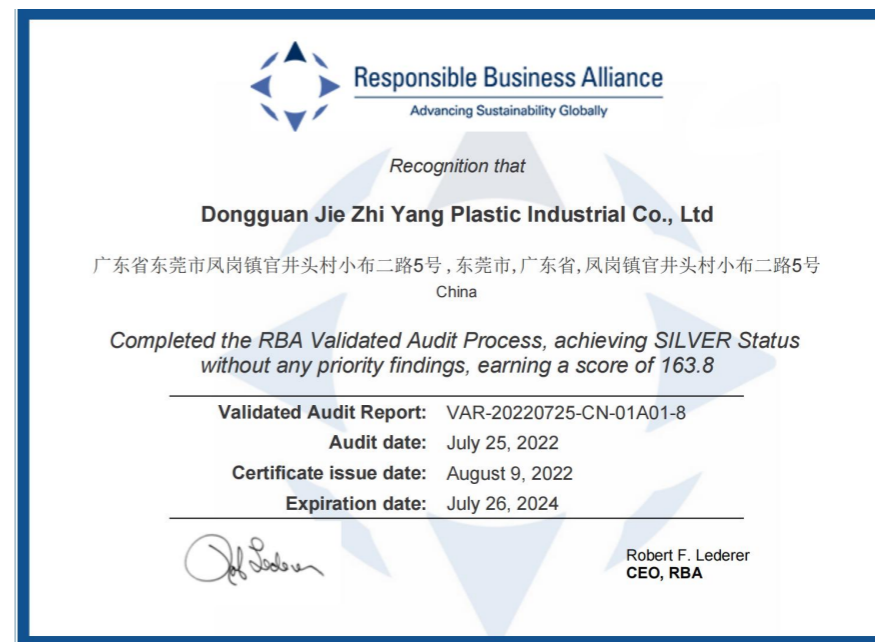 Responsible Business Alliance
Advancing Sustainability Globally
Recognition that
Dongguan Jie Zhi Yang Plastic Industrial Co., Ltd
广东省东莞市凤岗镇官井头村小布二路5号,东莞市,广东省,凤岗镇官井头村小布二路5号
China
Completed the RBA Validated Audit Process, achieving SILVER Status
without any priority findings, earning a score of 163.8
Validated Audit Report: VAR-20220725-CN-01A01-8
Audit date: July 25, 2022
Certificate issue date: August 9, 2022
Expiration date: July 26, 2024
Robert F. Lederer
CEO, RBA